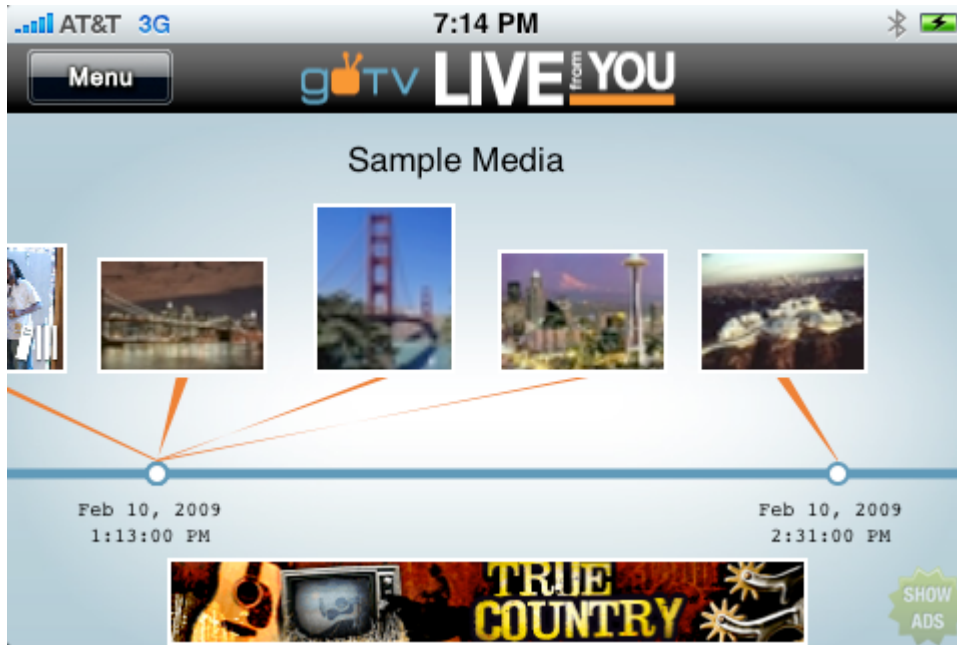 AT&T 3G 7:14 PM
Menu
goTV LIVE from YOU
Sample Media
Feb 10, 2009
1:13:00 PM
Feb 10, 2009
2:31:00 PM
TRUE
COUNTRY
SHOW
ADS